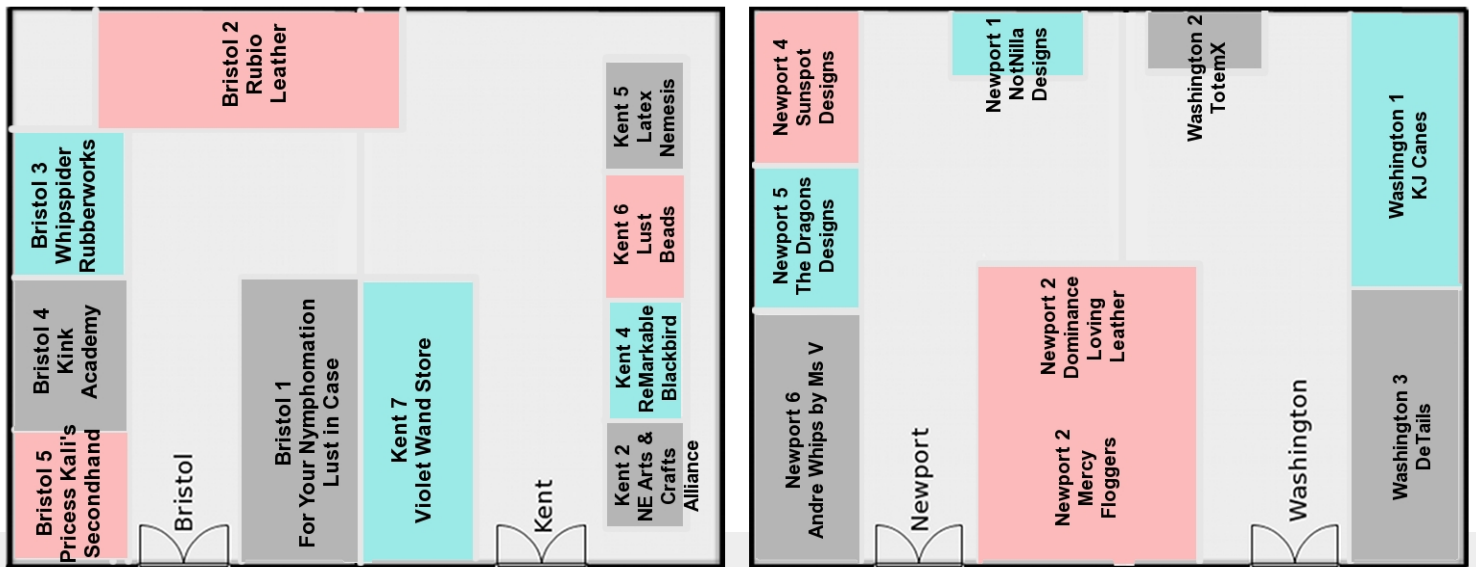 Bristol 2
Rubio
Leather
Bristol 3
Whipspider
Rubberworks
Bristol 4
Kink
Academy
Bristol 5
Pricess Kali's
Secondhand
Bristol
Bristol 1
For Your Nymphomation
Lust in Case
Kent 7
Violet Wand Store
Kent
Kent 5
Latex
Nemesis
Kent 6
Lust
Beads
Kent 4
ReMarkable
Blackbird
Kent 2
NE Arts &
Crafts
Alliance
Newport 4
Sunspot
Designs
Newport 5
The Dragons
Designs
Newport 6
Andre Whips by Ms V
Newport
Newport 1
NotNilla
Designs
Newport 2
Dominance
Loving
Leather
Newport 2
Mercy
Floggers
Washington 2
TotemX
Washington
Washington 1
KJ Canes
Washington 3
DeTails